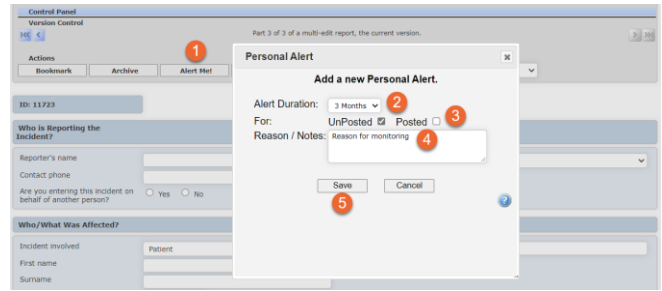 Control Panel
Version Control
Part 3 of 3 of a multi-edit report, the current version.
Actions
Bookmark Archive Alert Me!
1
ID: 11723
Who is Reporting the
Incident?
Reporter's name
Contact phone
Are you entering this incident on
behalf of another person?
Yes No
Who/What Was Affected?
Incident involved Patient
First name
Surname
Personal Alert
Add a new Personal Alert.
Alert Duration: 3 Months 2
For: UnPosted Posted 3
Reason / Notes: Reason for monitoring 4
Save Cancel
5
?